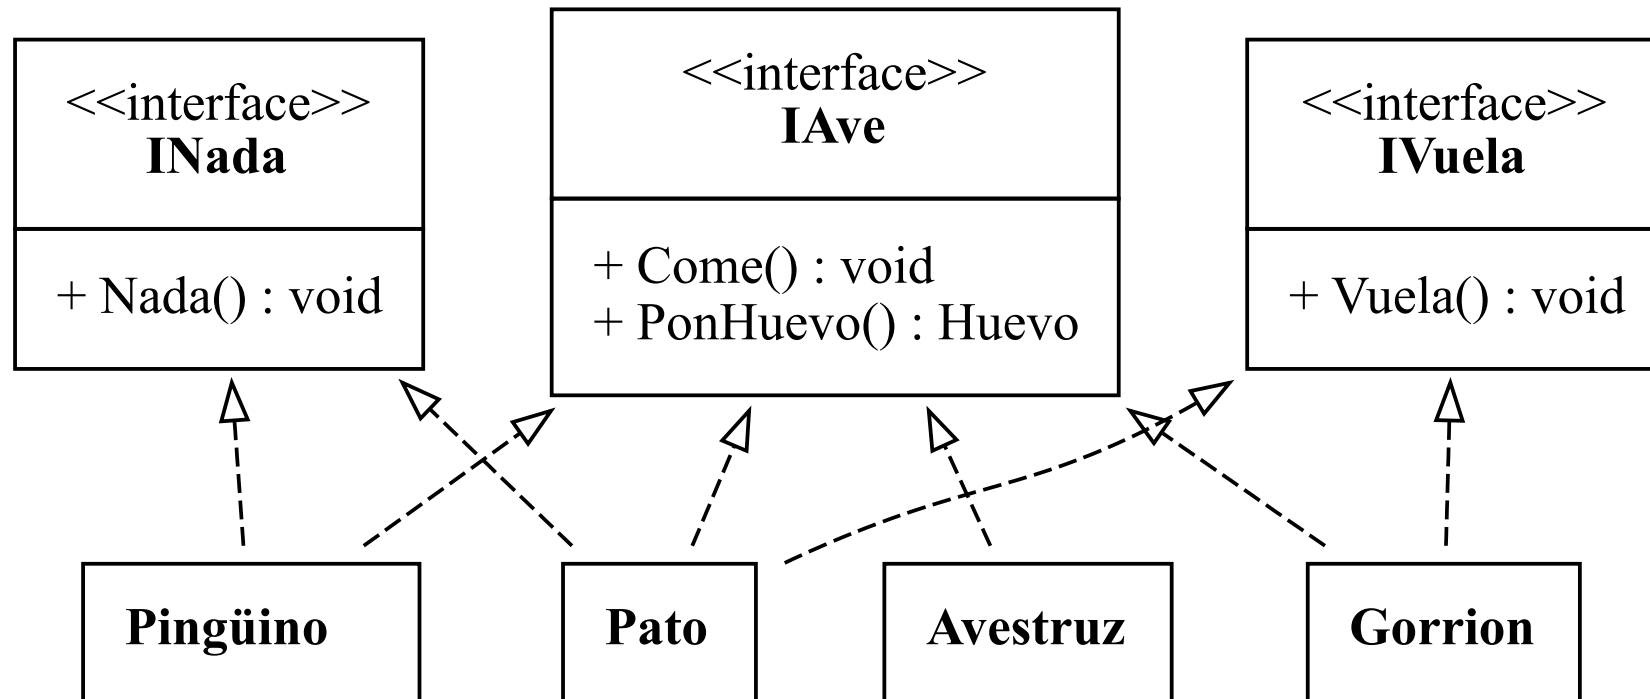 <<interface>>
INada
+ Nada() : void
<<interface>>
IAve
+ Come() : void
+ PonHuevo() : Huevo
<<interface>>
IVuela
+ Vuela() : void
Pingüino
Pato
Avestruz
Gorrion